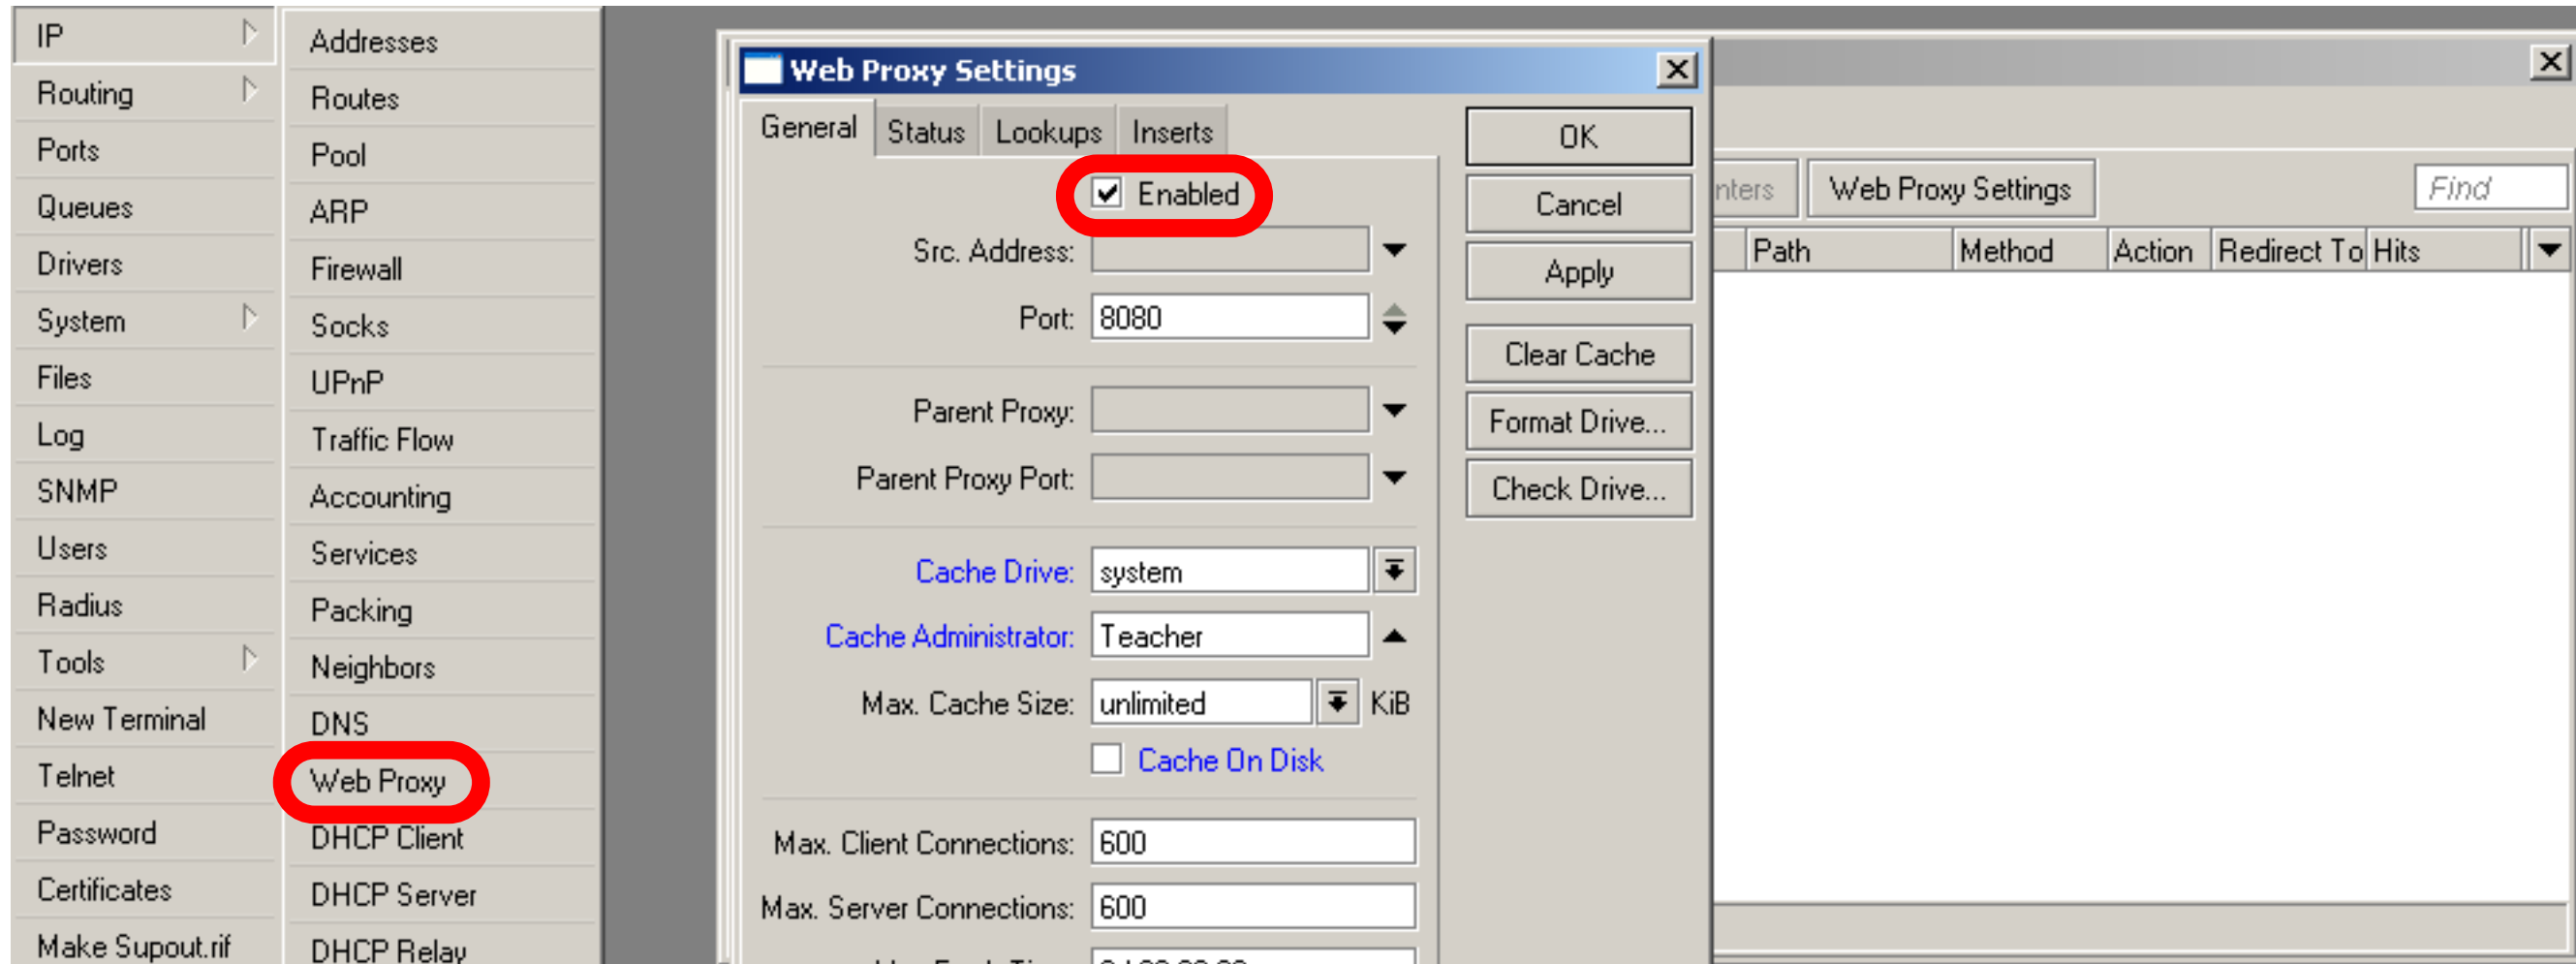 IP
Routing
Ports
Queues
Drivers
System
Files
Log
SNMP
Users
Radius
Tools
New Terminal
Telnet
Password
Certificates
Make Supout.rif
Addresses
Routes
Pool
ARP
Firewall
Socks
UPnP
Traffic Flow
Accounting
Services
Packing
Neighbors
DNS
Web Proxy
DHCP Client
DHCP Server
DHCP Relay
Web Proxy Settings
General Status Lookups Inserts
Enabled
Src. Address:
Port: 8080
Parent Proxy:
Parent Proxy Port:
Cache Drive: system
Cache Administrator: Teacher
Max. Cache Size: unlimited KiB
Cache On Disk
Max. Client Connections: 600
Max. Server Connections: 600
OK
Cancel
Apply
Clear Cache
Format Drive...
Check Drive...
Web Proxy Settings Find
Path Method Action Redirect To Hits